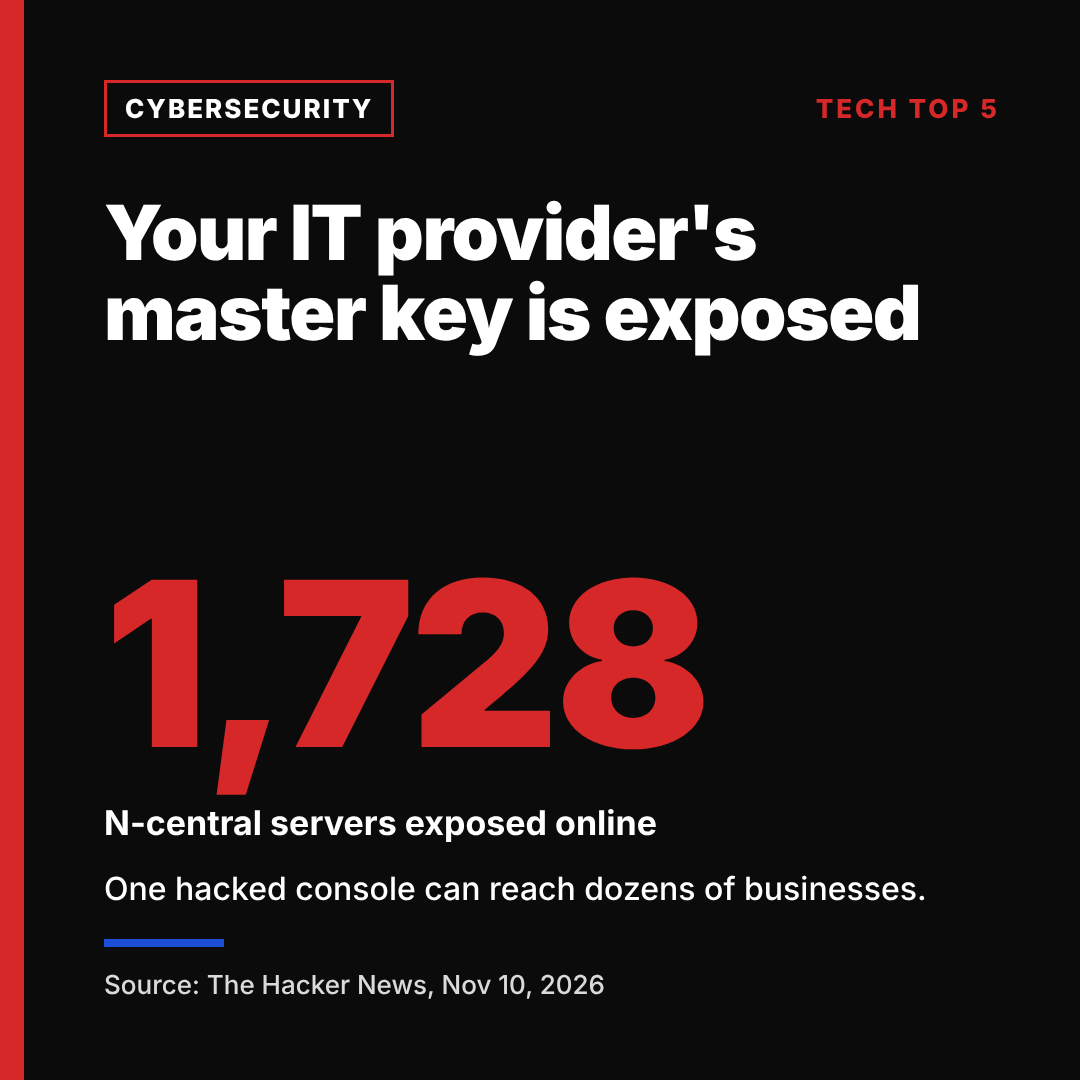 CYBERSECURITY
TECH TOP 5
Your IT provider's
master key is exposed
1,728
N-central servers exposed online
One hacked console can reach dozens of businesses.
Source: The Hacker News, Nov 10, 2026